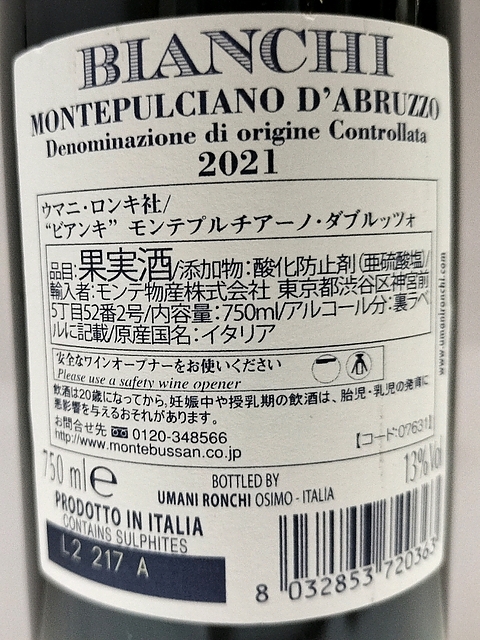 BIANCHI
MONTEPULCIANO D'ABRUZZO
Denominazione di origine Controllata
2021
ウマニ・ロンキ社/
“ビアンキ” モンテプルチアーノ・ダブルッツォ
品目:果実酒/添加物:酸化防止剤(亜硫酸塩)/
輸入者:モンテ物産株式会社 東京都渋谷区神宮前
5丁目52番2号/内容量:750ml/アルコール分:裏ラベ
ルに記載/原産国名:イタリア
安全なワインオープナーをお使いください
Please use a safety wine opener
飲酒は20歳になってから。妊娠中や授乳期の飲酒は、胎児・乳児の発育に
悪影響を与えるおそれがあります。
お問合せ先 0120-348566
http://www.montebussan.co.jp
【コード:07631】
www.umanironchi.com
750 ml e
13% Vol
BOTTLED BY
UMANI RONCHI OSIMO - ITALIA
PRODOTTO IN ITALIA
CONTAINS SULPHITES
L2 217 A
8 032853 720363